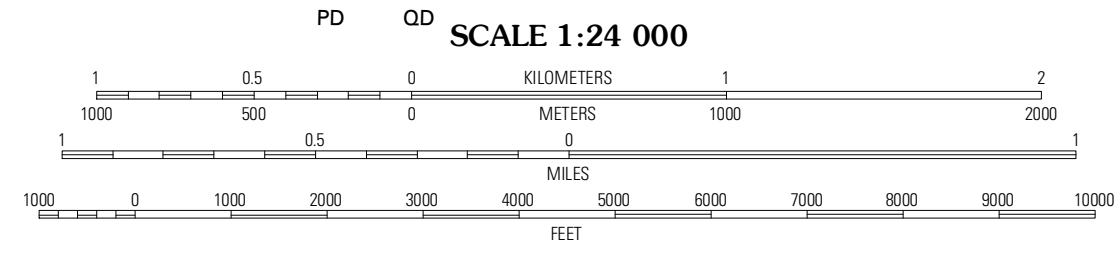 PD QD
SCALE 1:24 000
1 0.5 0 KILOMETERS 1 2
1000 500 0 METERS 1000 2000
1 0.5 0 1
MILES
1000 0 1000 2000 3000 4000 5000 6000 7000 8000 9000 10000
FEET